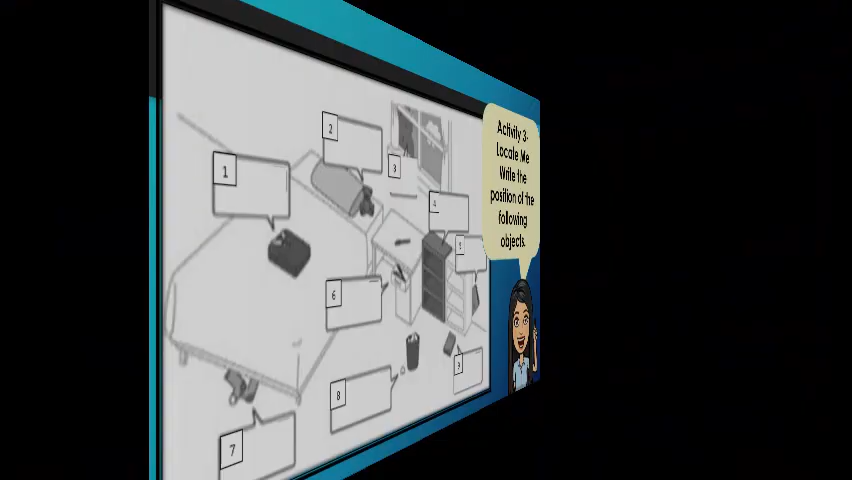 Activity 3-
Locate Me
Write the
position of the
following
objects.
1
2
3
4
5
6
7
8
9